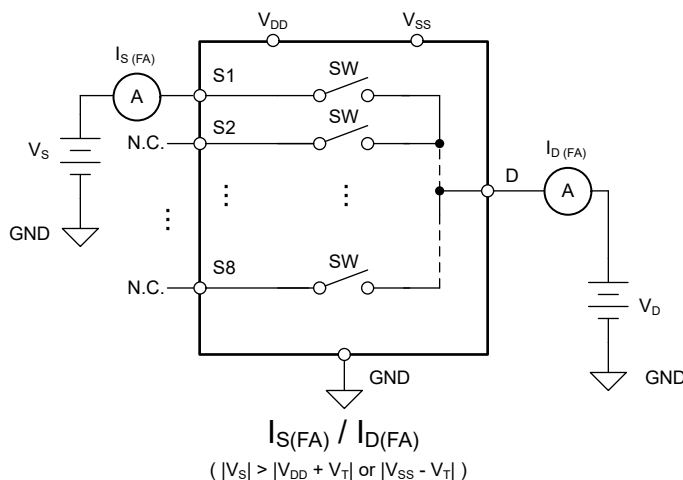 V_DD V_SS
I_S (FA)
A S1 SW
N.C. S2 SW
V_S
I_D (FA)
D A
GND ⋮ ⋮ ⋮
N.C. S8 SW
V_D
GND GND
I_S(FA) / I_D(FA)
( |V_S| > |V_DD + V_T| or |V_SS - V_T| )